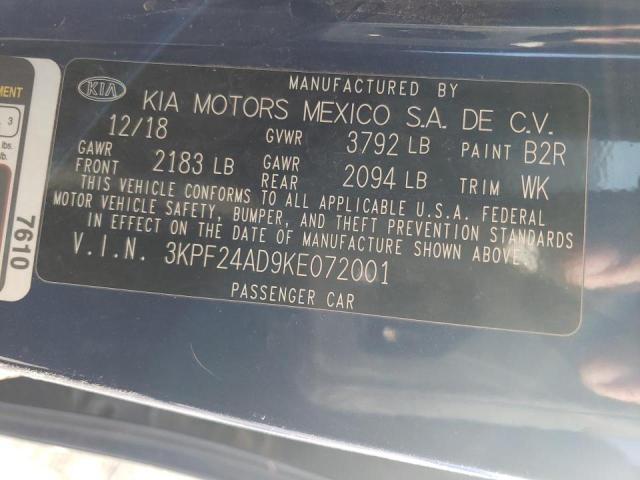 MANUFACTURED BY
KIA
KIA MOTORS MEXICO S.A. DE C.V.
12/18 GVWR 3792 LB PAINT B2R
GAWR FRONT 2183 LB GAWR REAR 2094 LB TRIM WK
THIS VEHICLE CONFORMS TO ALL APPLICABLE U.S.A. FEDERAL
MOTOR VEHICLE SAFETY, BUMPER, AND THEFT PREVENTION STANDARDS
IN EFFECT ON THE DATE OF MANUFACTURE SHOWN ABOVE.
V.I.N. 3KPF24AD9KE072001
PASSENGER CAR
3
lbs.
7610